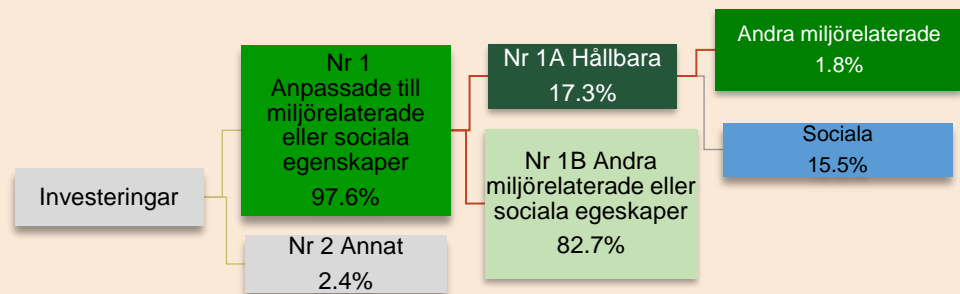 Investeringar
Nr 1
Anpassade till
miljörelaterade
eller sociala
egenskaper
97.6%
Nr 2 Annat
2.4%
Nr 1A Hållbara
17.3%
Nr 1B Andra
miljörelaterade eller
sociala egeskaper
82.7%
Andra miljörelaterade
1.8%
Sociala
15.5%